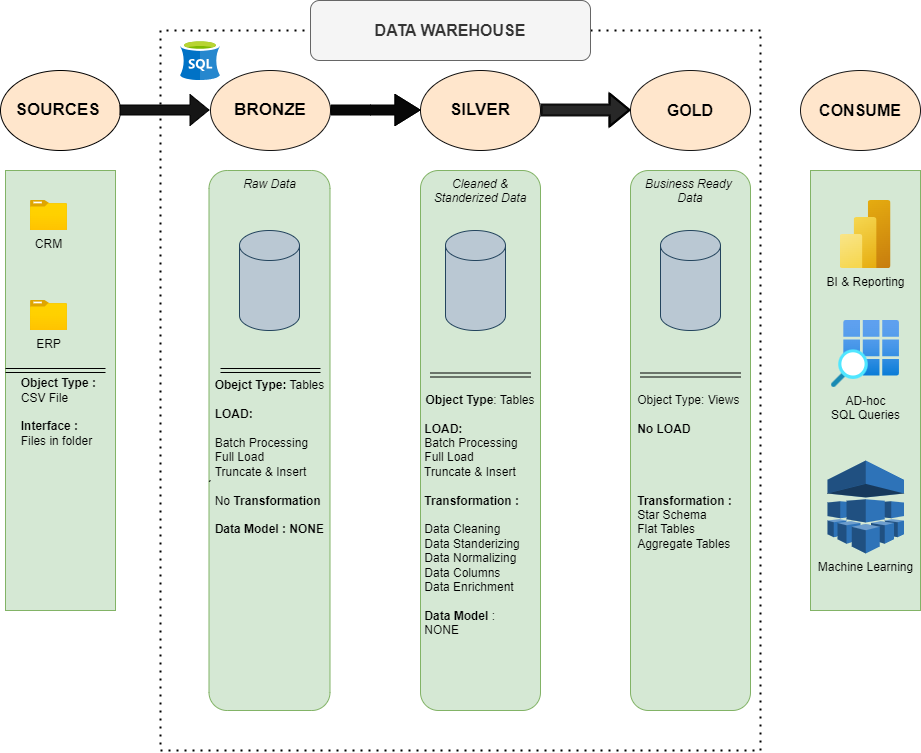 DATA WAREHOUSE
SQL
SOURCES
BRONZE
SILVER
GOLD
CONSUME
CRM
ERP
Object Type :
CSV File
Interface :
Files in folder
Raw Data
Obejct Type: Tables
LOAD:
Batch Processing
Full Load
Truncate & Insert
No Transformation
Data Model : NONE
Cleaned &
Standerized Data
Object Type: Tables
LOAD:
Batch Processing
Full Load
Truncate & Insert
Transformation :
Data Cleaning
Data Standerizing
Data Normalizing
Data Columns
Data Enrichment
Data Model :
NONE
Business Ready
Data
Object Type: Views
No LOAD
Transformation :
Star Schema
Flat Tables
Aggregate Tables
BI & Reporting
AD-hoc
SQL Queries
Machine Learning